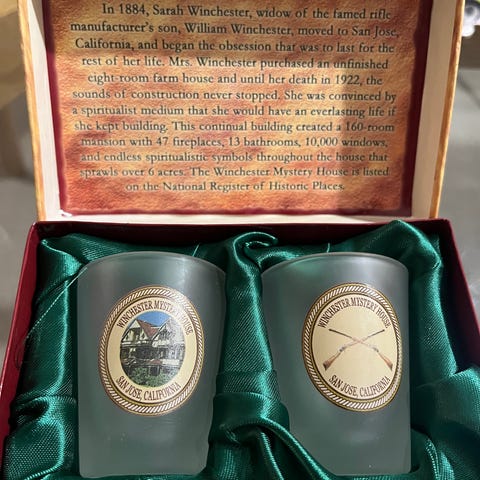 In 1884, Sarah Winchester, widow of the famed rifle
manufacturer's son, William Winchester, moved to San Jose,
California, and began the obsession that was to last for the
rest of her life. Mrs. Winchester purchased an unfinished
eight-room farm house and until her death in 1922, the
sounds of construction never stopped. She was convinced by
a spiritualist medium that she would have an everlasting life if
she kept building. This continual building created a 160-room
mansion with 47 fireplaces, 13 bathrooms, 10,000 windows,
and endless spiritualistic symbols throughout the house that
sprawls over 6 acres. The Winchester Mystery House is listed
on the National Register of Historic Places.
WINCHESTER MYSTERY HOUSE
SAN JOSE, CALIFORNIA
WINCHESTER MYSTERY HOUSE
SAN JOSE, CALIFORNIA